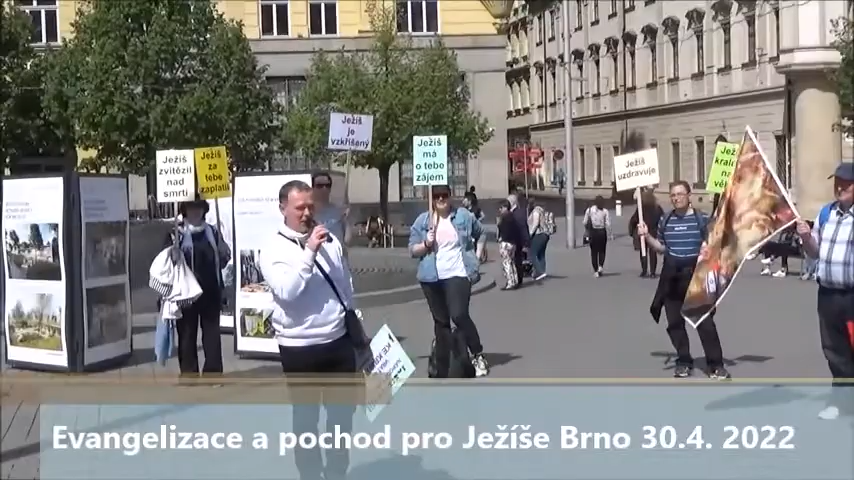 Ježíš
je
vzkříšený
Ježíš
zvítězil
nad
smrtí
Ježíš
za
tebe
zaplatil
Ježíš
má
o tebe
zájem
Ježíš
uzdravuje
Ježíš
Evangelizace a pochod pro Ježíše Brno 30.4. 2022